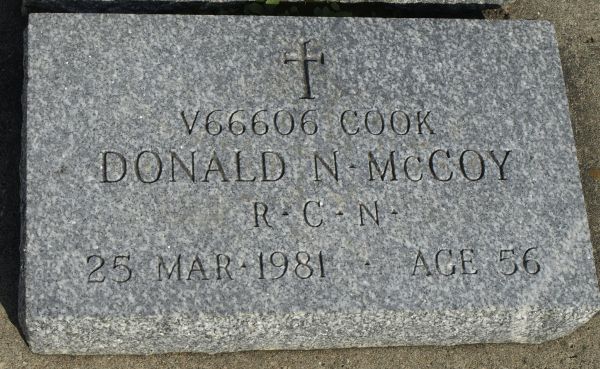 V66606 COOK
DONALD N· McCOY
R·C·N·
25 MAR·1981 · AGE 56